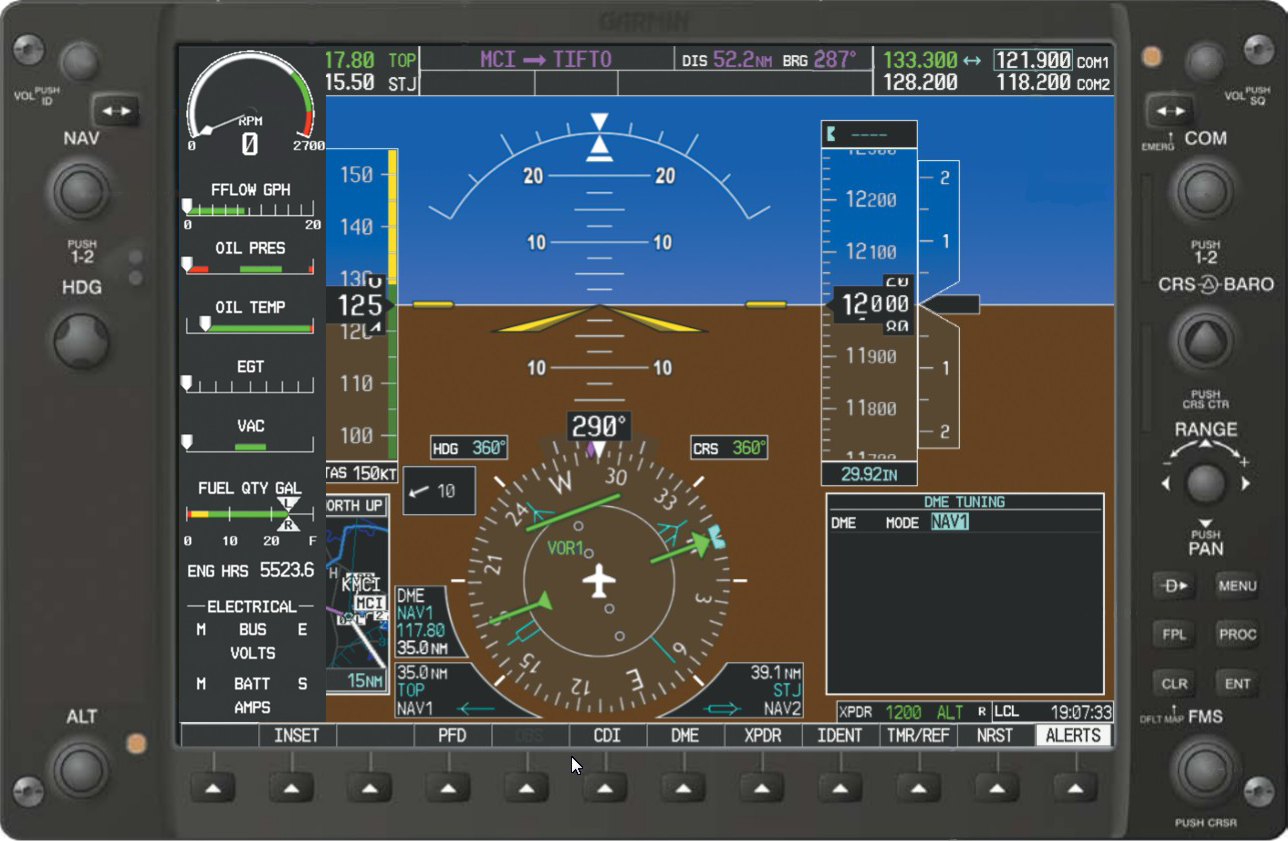 GARMIN
VOL PUSH ID
NAV
PUSH 1-2
HDG
ALT
17.80 TOP
15.50 STJ
MCI → TIFTO
DIS 52.2NM BRG 287°
133.300 ↔ 121.900 COM1
128.200 118.200 COM2
VOL PUSH SQ
EMERG
COM
PUSH 1-2
CRS BARO
PUSH CRS CTR
RANGE
- +
PUSH PAN
D MENU
FPL PROC
CLR ENT
DFLT MAP FMS
PUSH CRSR
RPM
0
0 2700
FFLOW GPH
0 20
OIL PRES
OIL TEMP
EGT
VAC
FUEL QTY GAL
L
R
0 10 20 F
ENG HRS 5523.6
ELECTRICAL
M BUS E
VOLTS
M BATT S
AMPS
150
140
130
125
120
110
100
TAS 150KT
20 20
10 10
10 10
----
12200
12100
12000
20
80
11900
11800
29.92IN
2
1
1
2
290°
HDG 360°
CRS 360°
10
W 30 33 3 6 E 12 15 21 24
VOR1
ORTH UP
KMCI
MCI
15NM
DME
NAV1
117.80
35.0NM
35.0NM
TOP
NAV1
39.1NM
STJ
NAV2
DME TUNING
DME MODE NAV1
XPDR 1200 ALT R LCL 19:07:33
INSET PFD OBS CDI DME XPDR IDENT TMR/REF NRST ALERTS